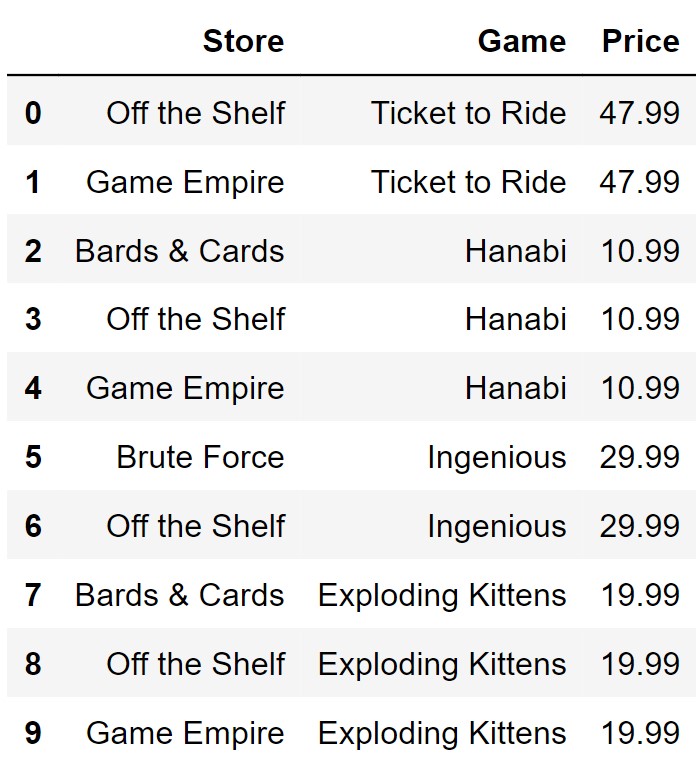 Store Game Price
0 Off the Shelf Ticket to Ride 47.99
1 Game Empire Ticket to Ride 47.99
2 Bards & Cards Hanabi 10.99
3 Off the Shelf Hanabi 10.99
4 Game Empire Hanabi 10.99
5 Brute Force Ingenious 29.99
6 Off the Shelf Ingenious 29.99
7 Bards & Cards Exploding Kittens 19.99
8 Off the Shelf Exploding Kittens 19.99
9 Game Empire Exploding Kittens 19.99